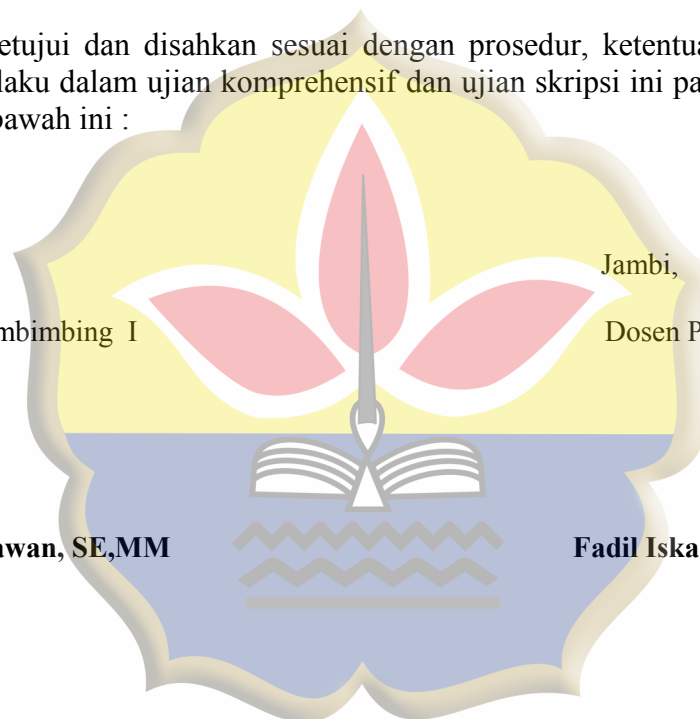 etujui dan disahkan sesuai dengan prosedur, ketentua
laku dalam ujian komprehensif dan ujian skripsi ini pa
bawah ini :
Jambi,
mbimbing I Dosen P
awan, SE,MM Fadil Iska